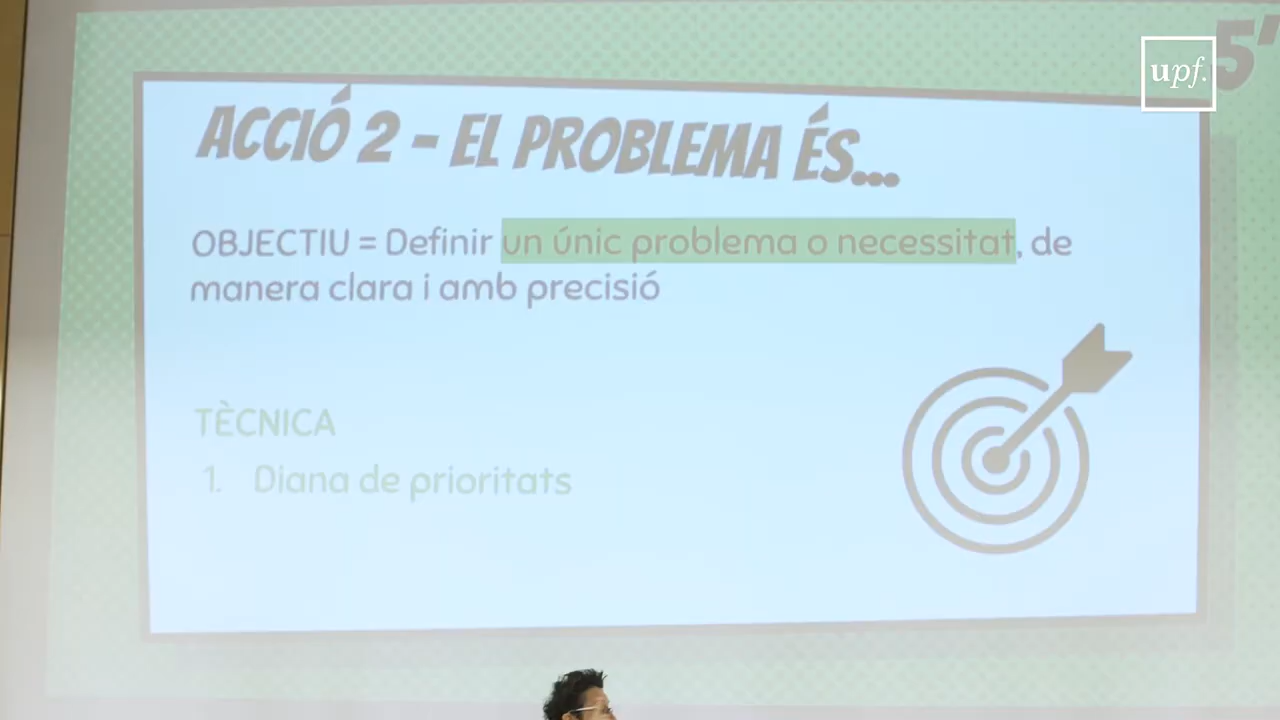 5'
upf.
ACCIÓ 2 - EL PROBLEMA ÉS...
OBJECTIU = Definir un únic problema o necessitat, de
manera clara i amb precisió
TÈCNICA
1. Diana de prioritats